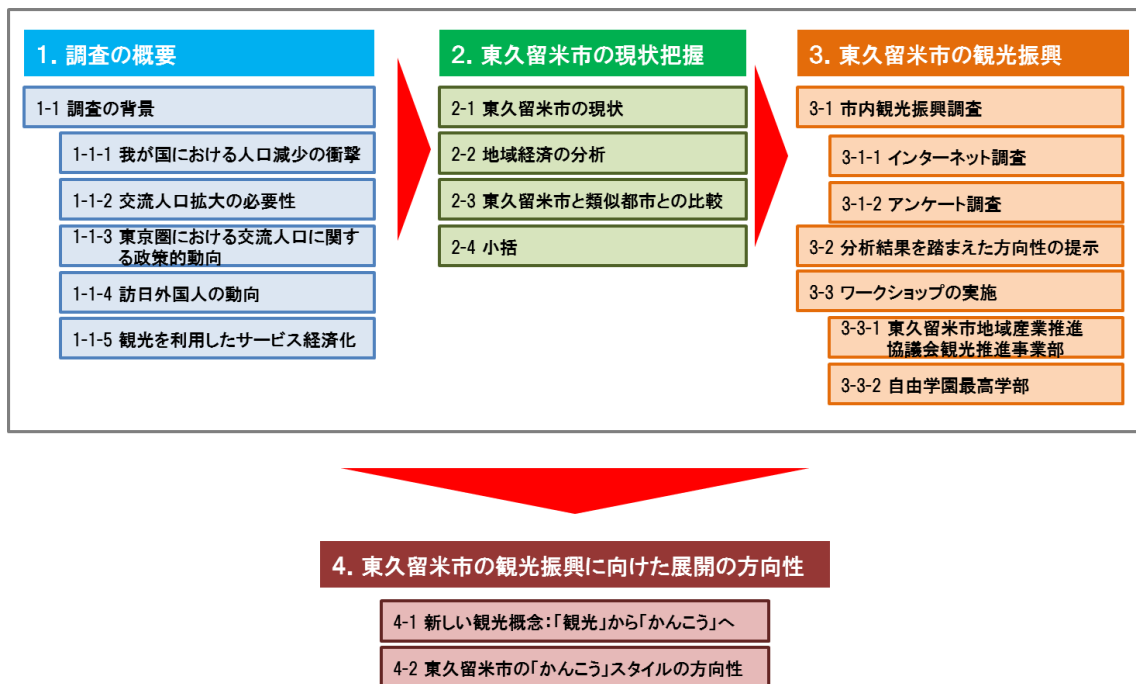 1. 調査の概要
1-1 調査の背景
1-1-1 我が国における人口減少の衝撃
1-1-2 交流人口拡大の必要性
1-1-3 東京圏における交流人口に関す
る政策的動向
1-1-4 訪日外国人の動向
1-1-5 観光を利用したサービス経済化
2. 東久留米市の現状把握
2-1 東久留米市の現状
2-2 地域経済の分析
2-3 東久留米市と類似都市との比較
2-4 小括
3. 東久留米市の観光振興
3-1 市内観光振興調査
3-1-1 インターネット調査
3-1-2 アンケート調査
3-2 分析結果を踏まえた方向性の提示
3-3 ワークショップの実施
3-3-1 東久留米市地域産業推進
協議会観光推進事業部
3-3-2 自由学園最高学部
4. 東久留米市の観光振興に向けた展開の方向性
4-1 新しい観光概念:「観光」から「かんこう」へ
4-2 東久留米市の「かんこう」スタイルの方向性